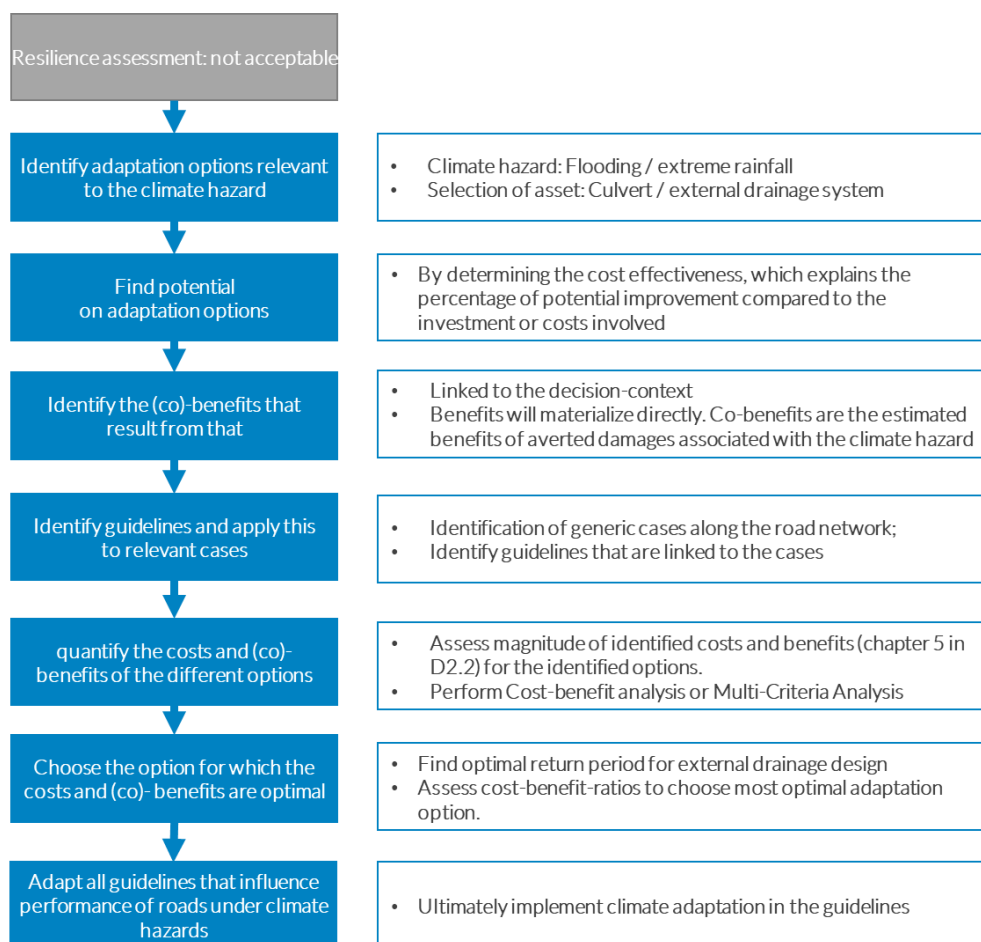 Resilience assessment: not acceptable
Identify adaptation options relevant
to the climate hazard
• Climate hazard: Flooding / extreme rainfall
• Selection of asset: Culvert / external drainage system
Find potential
on adaptation options
• By determining the cost effectiveness, which explains the
percentage of potential improvement compared to the
investment or costs involved
Identify the (co)-benefits that
result from that
• Linked to the decision-context
• Benefits will materialize directly. Co-benefits are the estimated
benefits of averted damages associated with the climate hazard
Identify guidelines and apply this
to relevant cases
• Identification of generic cases along the road network;
• Identify guidelines that are linked to the cases
quantify the costs and (co)-
benefits of the different options
• Assess magnitude of identified costs and benefits (chapter 5 in
D2.2) for the identified options.
• Perform Cost-benefit analysis or Multi-Criteria Analysis
Choose the option for which the
costs and (co)- benefits are optimal
• Find optimal return period for external drainage design
• Assess cost-benefit-ratios to choose most optimal adaptation
option.
Adapt all guidelines that influence
performance of roads under climate
hazards
• Ultimately implement climate adaptation in the guidelines